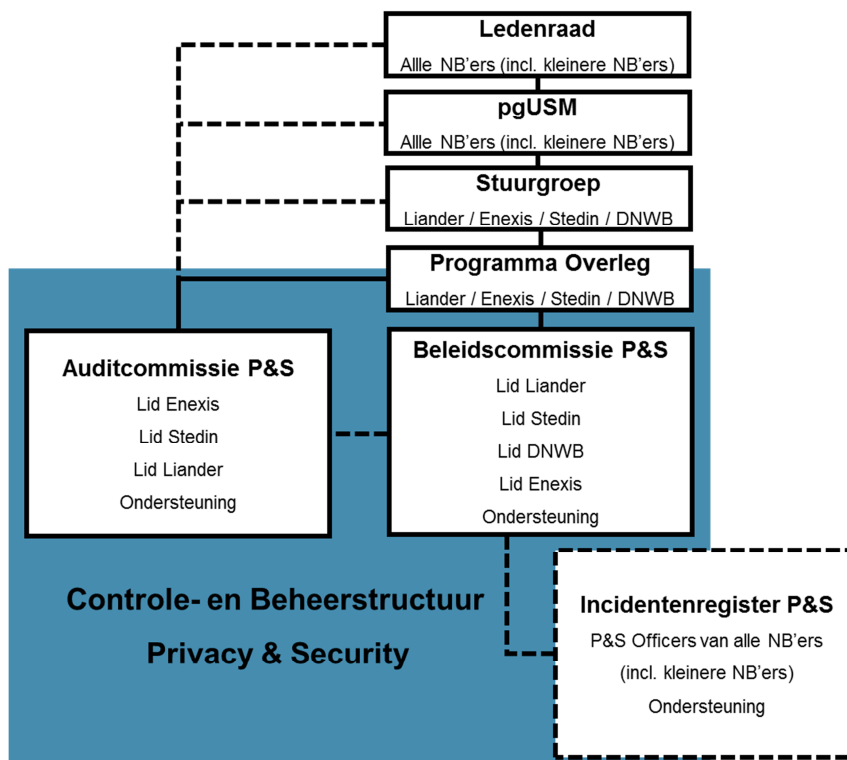 Ledenraad
Allle NB'ers (incl. kleinere NB'ers)
pgUSM
Allle NB'ers (incl. kleinere NB'ers)
Stuurgroep
Liander / Enexis / Stedin / DNWB
Programma Overleg
Liander / Enexis / Stedin / DNWB
Auditcommissie P&S
Lid Enexis
Lid Stedin
Lid Liander
Ondersteuning
Beleidscommissie P&S
Lid Liander
Lid Stedin
Lid DNWB
Lid Enexis
Ondersteuning
Controle- en Beheerstructuur
Privacy & Security
Incidentenregister P&S
P&S Officers van alle NB'ers
(incl. kleinere NB'ers)
Ondersteuning